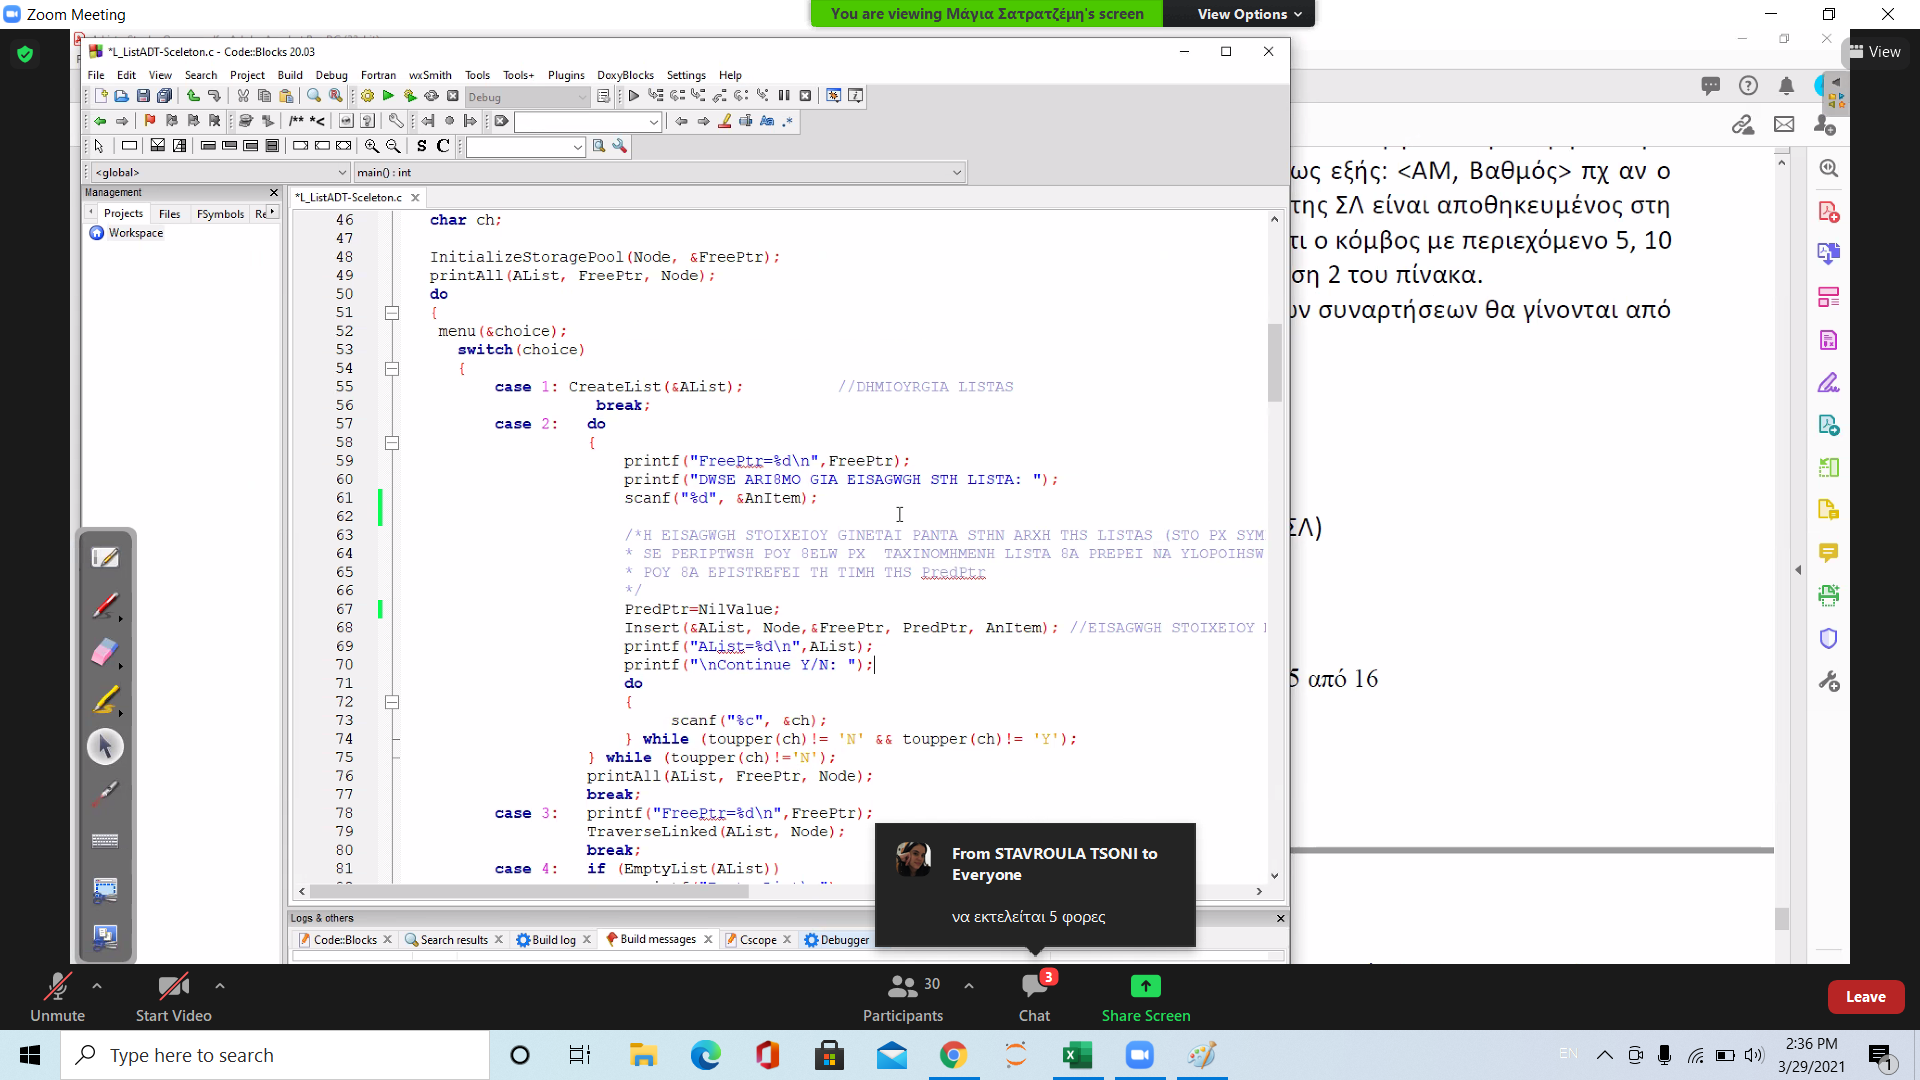 Zoom Meeting
You are viewing Μάγια Σατρατζέμη's screen
View Options
View
*L_ListADT-Sceleton.c - Code::Blocks 20.03
File Edit View Search Project Build Debug Fortran wxSmith Tools Tools+ Plugins DoxyBlocks Settings Help
Debug
<global>
main() : int
Management
Projects Files FSymbols Re
Workspace
*L_ListADT-Sceleton.c
46 char ch;
47
48 InitializeStoragePool(Node, &FreePtr);
49 printAll(AList, FreePtr, Node);
50 do
51 {
52 menu(&choice);
53 switch(choice)
54 {
55 case 1: CreateList(&AList); //DHMIOYRGIA LISTAS
56 break;
57 case 2: do
58 {
59 printf("FreePtr=%d\n",FreePtr);
60 printf("DWSE ARI8MO GIA EISAGWGH STH LISTA: ");
61 scanf("%d", &AnItem);
62
63 /*H EISAGWGH STOIXEIOY GINETAI PANTA STHN ARXH THS LISTAS (STO PX SYM
64 * SE PERIPTWSH POY 8ELW PX TAXINOMHMENH LISTA 8A PREPEI NA YLOPOIHSW
65 * POY 8A EPISTREFEI TH TIMH THS PredPtr
66 */
67 PredPtr=NilValue;
68 Insert(&AList, Node,&FreePtr, PredPtr, AnItem); //EISAGWGH STOIXEIOY
69 printf("AList=%d\n",AList);
70 printf("\nContinue Y/N: ");
71 do
72 {
73 scanf("%c", &ch);
74 } while (toupper(ch)!= 'N' && toupper(ch)!= 'Y');
75 } while (toupper(ch)!='N');
76 printAll(AList, FreePtr, Node);
77 break;
78 case 3: printf("FreePtr=%d\n",FreePtr);
79 TraverseLinked(AList, Node);
80 break;
81 case 4: if (EmptyList(AList))
Logs & others
Code::Blocks Search results Build log Build messages Cscope Debugger
ως εξής: <ΑΜ, Βαθμός> πχ αν ο
της ΣΛ είναι αποθηκευμένος στη
τι ο κόμβος με περιεχόμενο 5, 10
ση 2 του πίνακα.
ων συναρτήσεων θα γίνονται από
ΣΛ)
5 από 16
From STAVROULA TSONI to
Everyone
να εκτελείται 5 φορες
Unmute
Start Video
30
Participants
3
Chat
Share Screen
Leave
Type here to search
EN
2:36 PM
3/29/2021
1